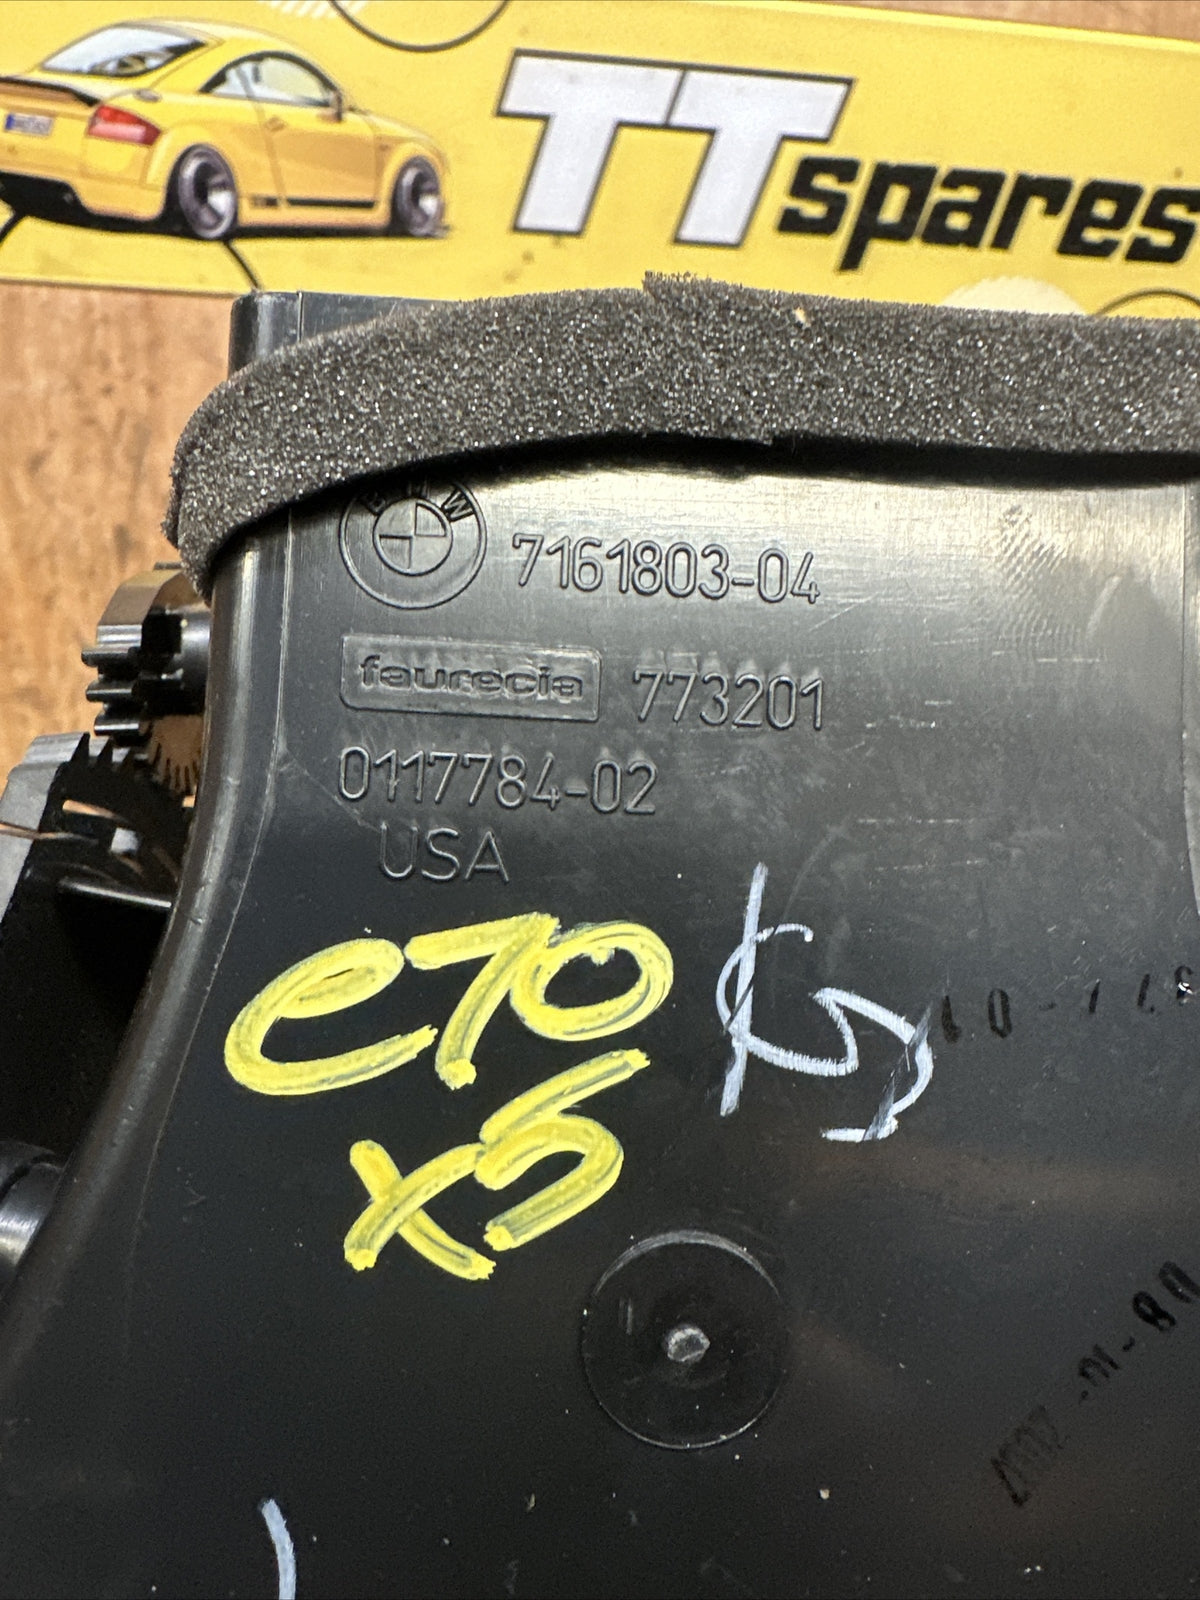 TT spares
BMW
7161803-04
faurecia 773201
0117784-02
USA
e70
x5